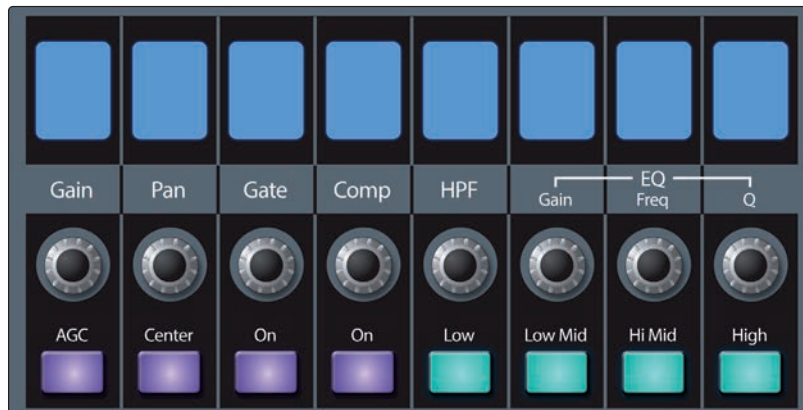 Gain Pan Gate Comp HPF EQ
Gain Freq Q
AGC Center On On Low Low Mid Hi Mid High